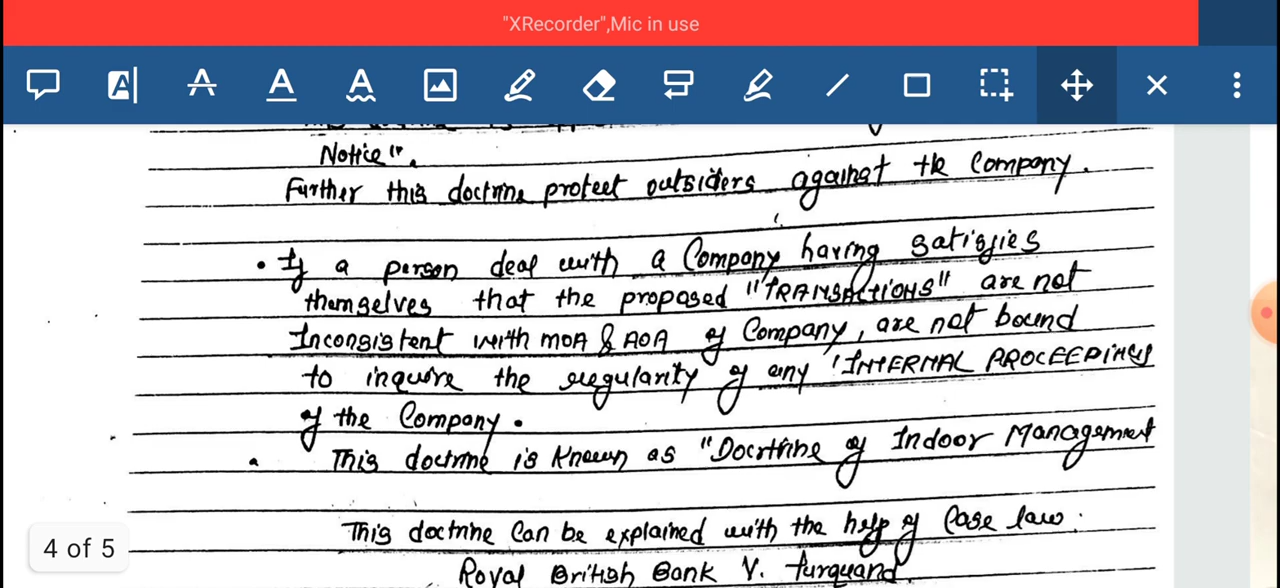 "XRecorder",Mic in use
Notice".
Further this doctrine protect outsiders against the Company.
• If a person deal with a Company having satisfies
themselves that the proposed "TRANSACTIONS" are not
Inconsistent with MOA & AOA of Company, are not bound
to inquire the regularity of any 'INTERNAL PROCEEDINGS
of the Company.
This doctrine is Known as "Docrtrine of Indoor Management
This doctrine Can be explained with the help of Case law.
4 of 5
Royal British Bank V. Turquand